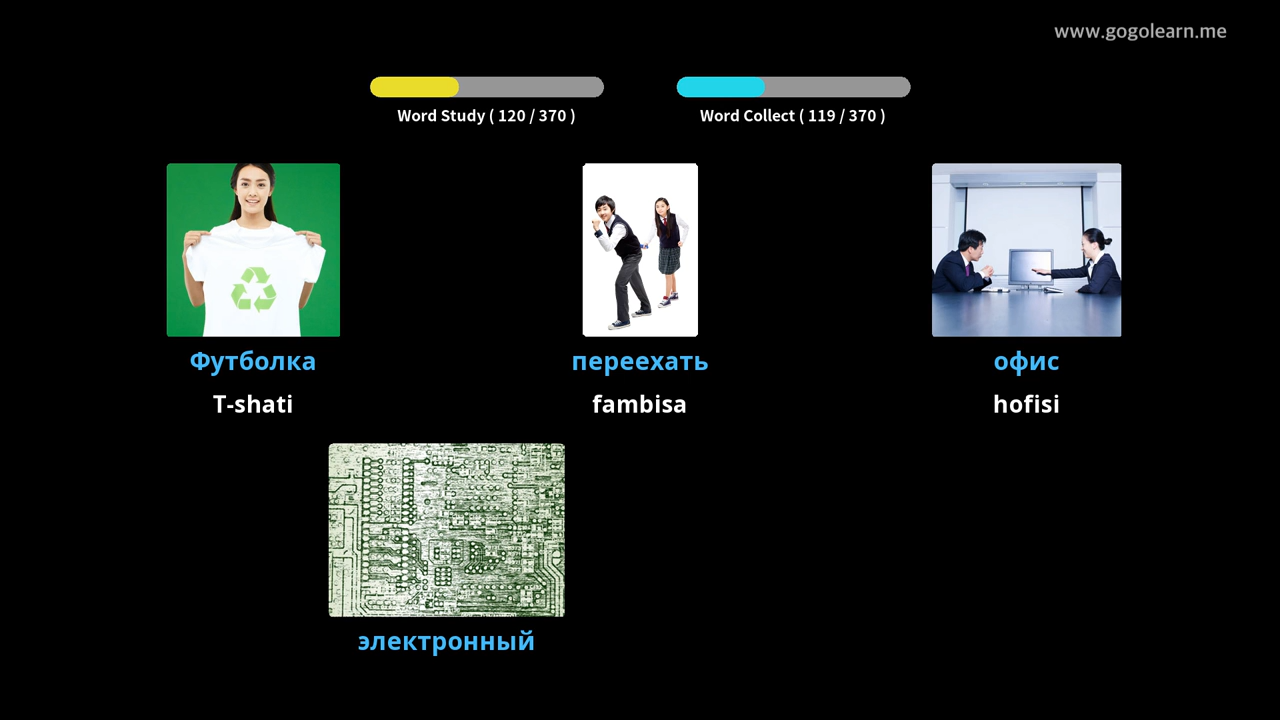 www.gogolearn.me
Word Study ( 120 / 370 )
Word Collect ( 119 / 370 )
Футболка
переехать
офис
T-shati
fambisa
hofisi
электронный